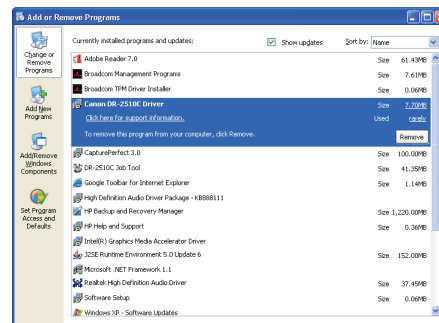 Add or Remove Programs
Change or
Remove
Programs
Add New
Programs
Add/Remove
Windows
Components
Set Program
Access and
Defaults
Currently installed programs and updates:
Show updates
Sort by: Name
Adobe Reader 7.0 Size 61.43MB
Broadcom Management Programs Size 7.61MB
Broadcom TPM Driver Installer Size 0.06MB
Canon DR-2510C Driver Size 7.70MB
Click here for support information. Used rarely
To remove this program from your computer, click Remove. Remove
CapturePerfect 3.0 Size 100.00MB
DR-2510C Job Tool Size 41.35MB
Google Toolbar for Internet Explorer Size 1.14MB
High Definition Audio Driver Package - KB888111
HP Backup and Recovery Manager Size 1,220.00MB
HP Help and Support Size 0.36MB
Intel(R) Graphics Media Accelerator Driver
J2SE Runtime Environment 5.0 Update 6 Size 152.00MB
Microsoft .NET Framework 1.1
Realtek High Definition Audio Driver Size 37.45MB
Software Setup Size 0.06MB
Windows XP - Software Updates